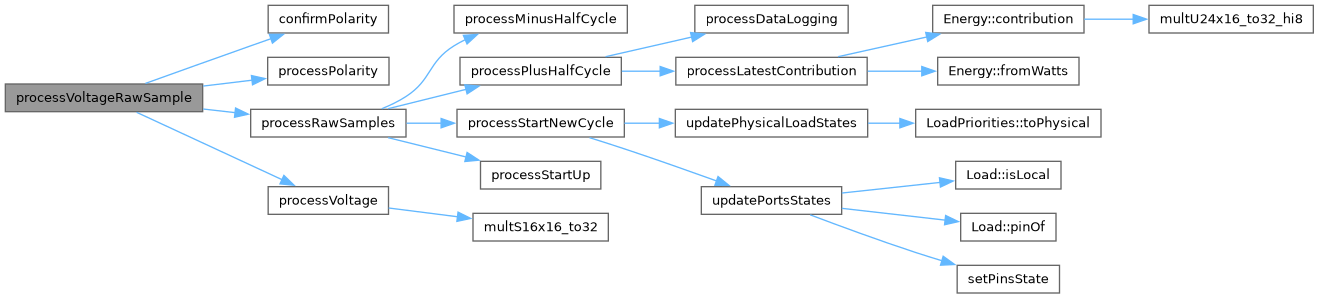 processVoltageRawSample
confirmPolarity
processPolarity
processRawSamples
processVoltage
processMinusHalfCycle
processPlusHalfCycle
processStartNewCycle
processStartUp
multS16x16_to32
processDataLogging
processLatestContribution
updatePhysicalLoadStates
updatePortsStates
Energy::contribution
Energy::fromWatts
LoadPriorities::toPhysical
Load::isLocal
Load::pinOf
setPinsState
multU24x16_to32_hi8